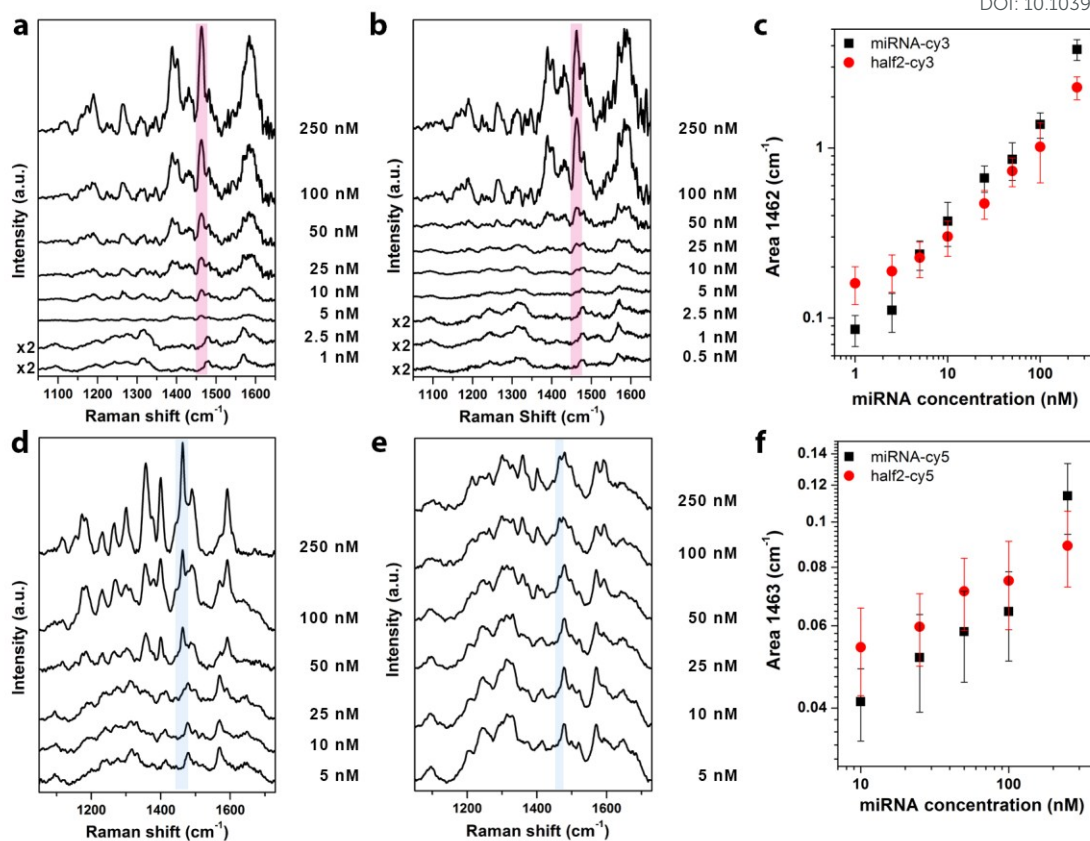 DOI: 10.1039
a
250 nM
100 nM
50 nM
25 nM
10 nM
5 nM
2.5 nM
1 nM
x2
x2
Intensity (a.u.)
1100 1200 1300 1400 1500 1600
Raman shift (cm-1)
b
250 nM
100 nM
50 nM
25 nM
10 nM
5 nM
2.5 nM
1 nM
0.5 nM
x2
x2
x2
Intensity (a.u.)
1100 1200 1300 1400 1500 1600
Raman Shift (cm-1)
c
miRNA-cy3
half2-cy3
Area 1462 (cm-1)
1
0.1
1 10 100
miRNA concentration (nM)
d
250 nM
100 nM
50 nM
25 nM
10 nM
5 nM
Intensity (a.u.)
1200 1400 1600
Raman shift (cm-1)
e
250 nM
100 nM
50 nM
25 nM
10 nM
5 nM
Intensity (a.u.)
1200 1400 1600
Raman shift (cm-1)
f
miRNA-cy5
half2-cy5
Area 1463 (cm-1)
0.14
0.12
0.1
0.08
0.06
0.04
10 100
miRNA concentration (nM)